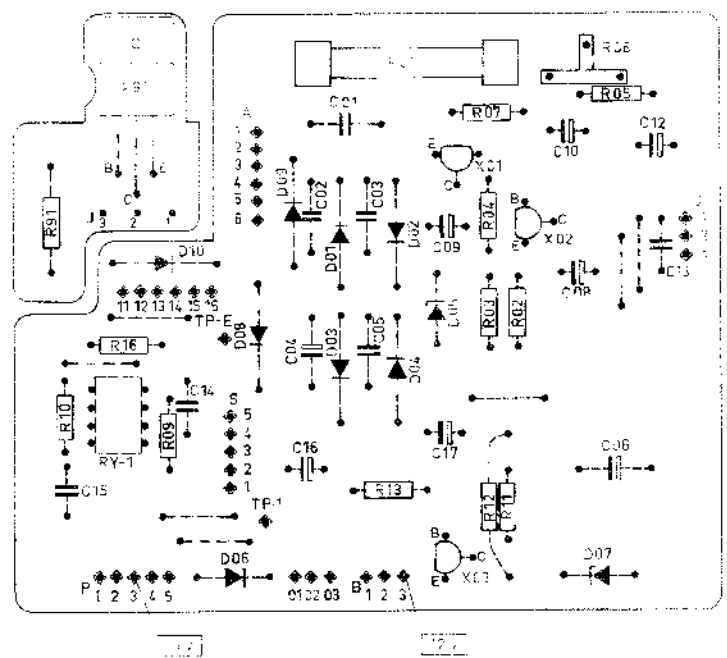 C01
R05
R07
C10
C12
A
1
2
3
4
5
6
E
X01
C
B
E
C
R91
J
3
2
1
D09
C02
D01
C03
D02
C09
R04
B
C
E
X02
C08
C13
D10
11
12
13
14
15
16
TP-E
D08
C04
D03
C05
D04
D05
R03
R02
R16
R10
RY-1
C14
R09
C15
S
5
4
3
2
1
TP-1
C16
C17
R13
R12
R11
C06
D06
D07
B
C
E
X03
P
1
2
3
4
5
01
02
03
B
1
2
3